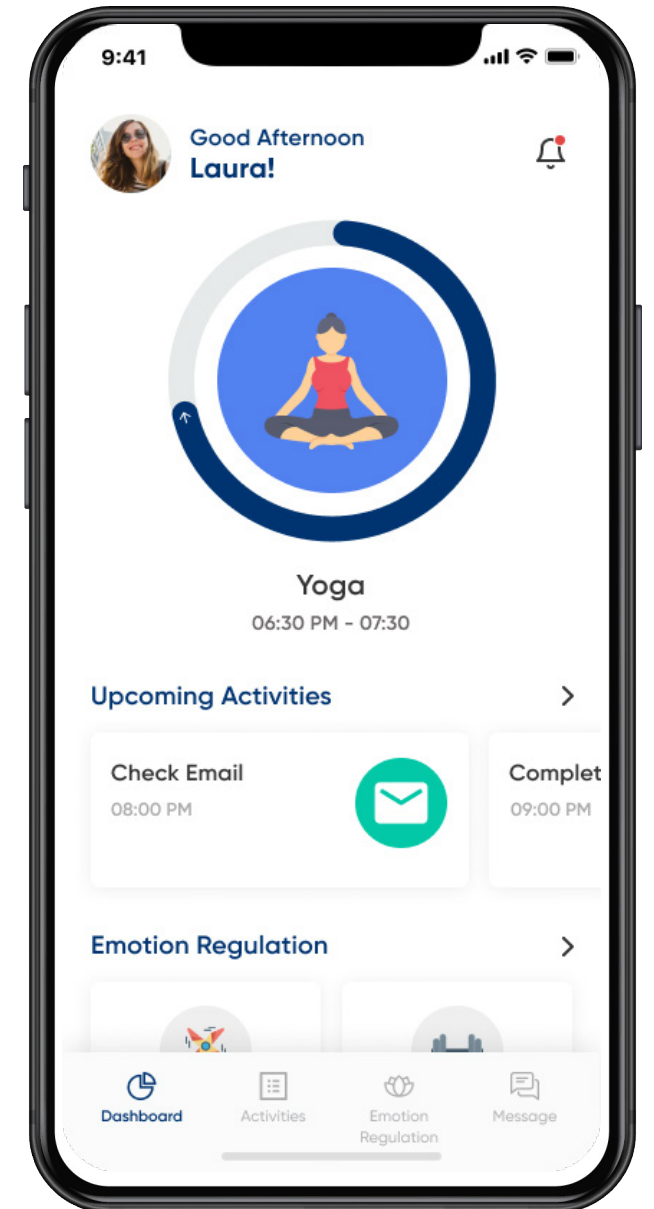 9:41
Good Afternoon
Laura!
Yoga
06:30 PM - 07:30
Upcoming Activities
Check Email
08:00 PM
Complet
09:00 PM
Emotion Regulation
Dashboard
Activities
Emotion
Regulation
Message